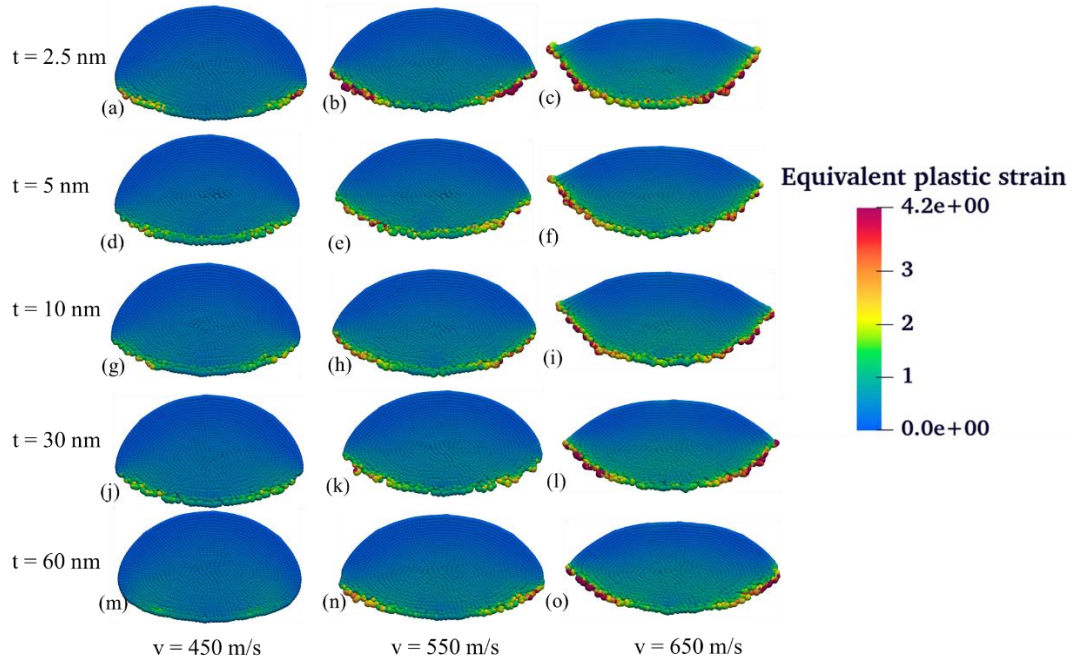 t = 2.5 nm
(a)
(b)
(c)
t = 5 nm
(d)
(e)
(f)
Equivalent plastic strain
4.2e+00
3
2
1
0.0e+00
t = 10 nm
(g)
(h)
(i)
t = 30 nm
(j)
(k)
(l)
t = 60 nm
(m)
(n)
(o)
v = 450 m/s
v = 550 m/s
v = 650 m/s